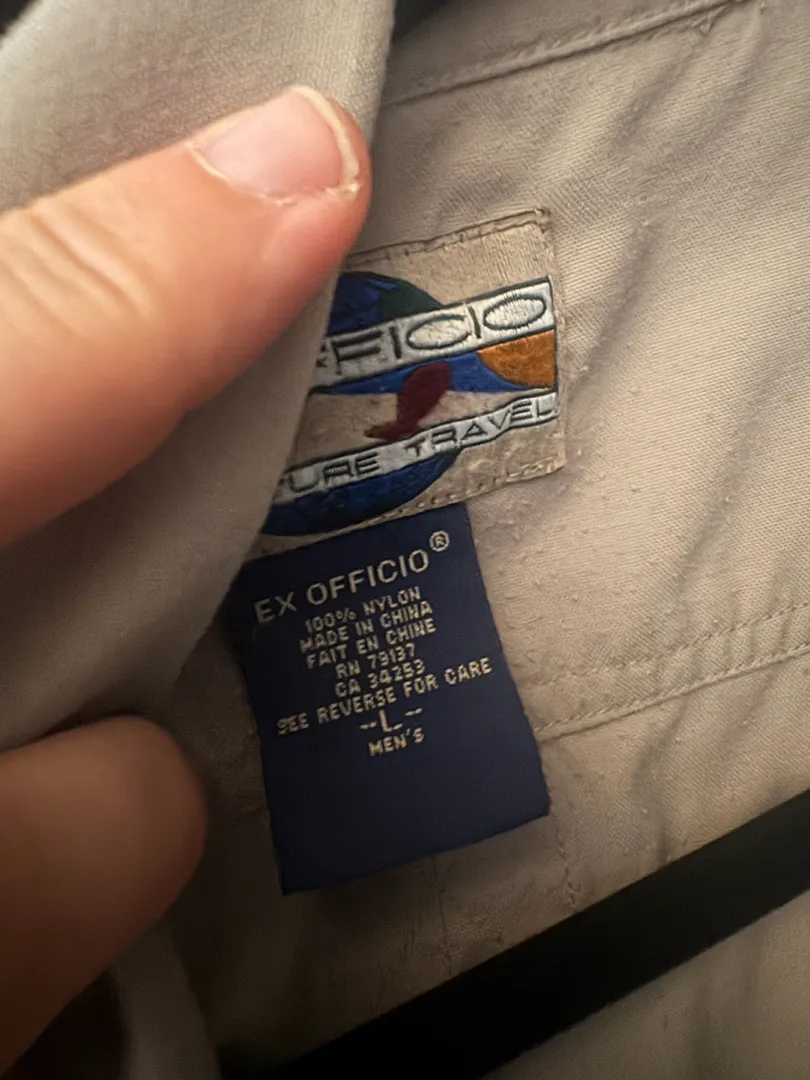 FFICIO
TURE TRAVEL
EX OFFICIO®
100% NYLON
MADE IN CHINA
FAIT EN CHINE
RN 79137
CA 34253
SEE REVERSE FOR CARE
--L--
MEN'S